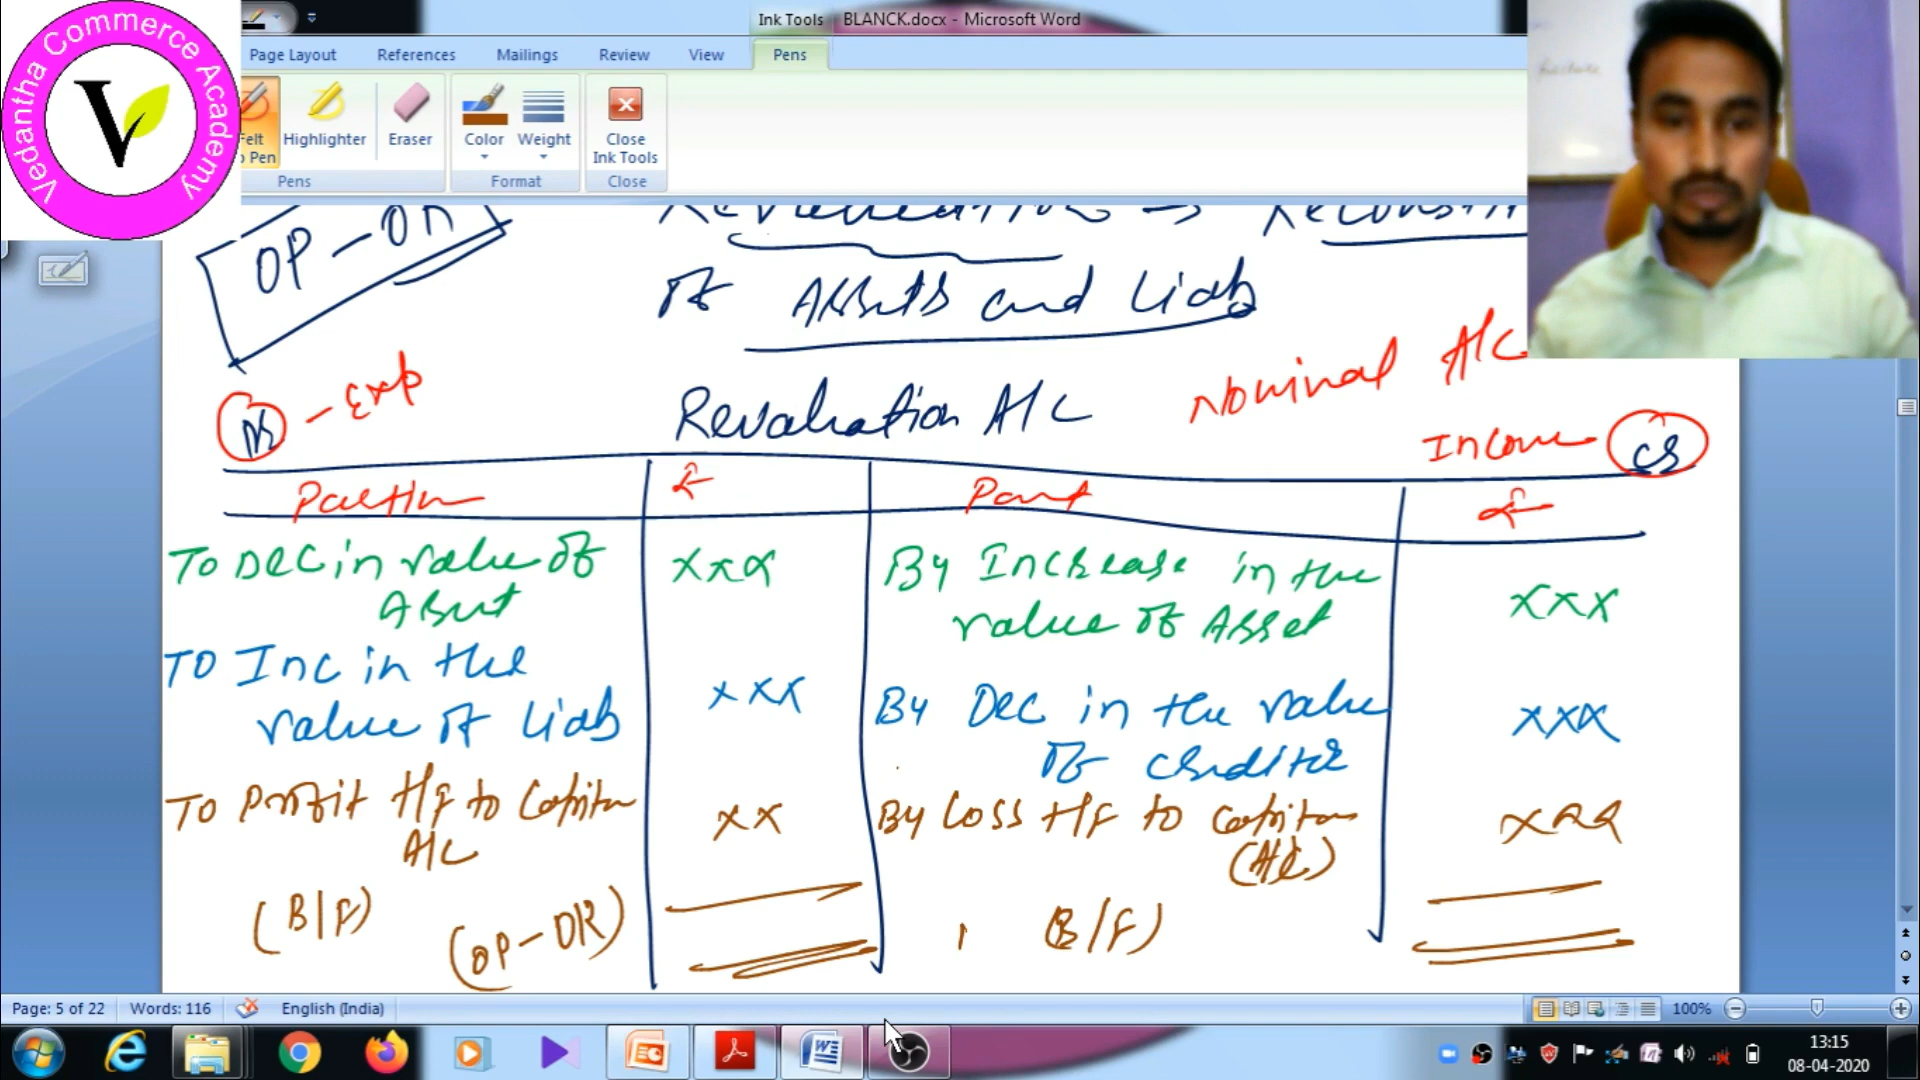 Vedantha Commerce Academy
V
Ink Tools BLANCK.docx - Microsoft Word
Page Layout References Mailings Review View Pens
Felt Highlighter Eraser Color Weight Close
Pen Ink Tools
Pens Format Close
OP - DR
of Assets and Liab
Dr - Exp Revaluation A/c Nominal A/c
Income Cr
Part ₹
To Dec in value of xxx By Increase in the
Asset value of Asset xxx
To Inc in the
value of Liab xxx By Dec in the value xxx
of creditor
To Profit t/f to Capital xx By Loss t/f to capital xxx
A/c (A/c)
(B/F) (OP - DR) B/F)
Page: 5 of 22 Words: 116 English (India) 100%
13:15
08-04-2020